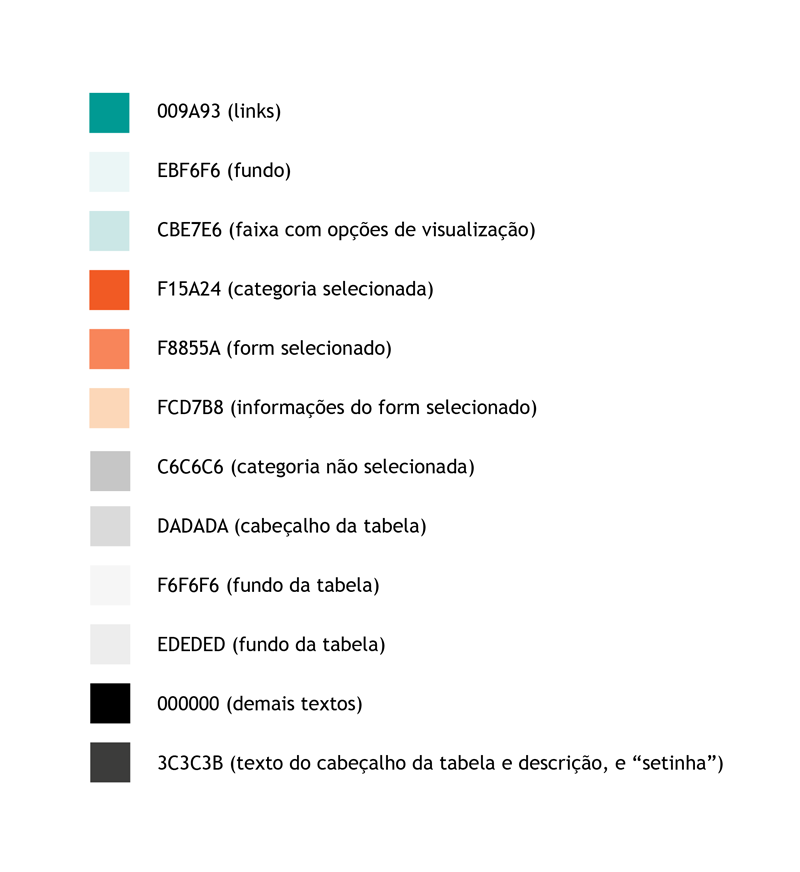 009A93 (links)
EBF6F6 (fundo)
CBE7E6 (faixa com opções de visualização)
F15A24 (categoria selecionada)
F8855A (form selecionado)
FCD7B8 (informações do form selecionado)
C6C6C6 (categoria não selecionada)
DADADA (cabeçalho da tabela)
F6F6F6 (fundo da tabela)
EDEDED (fundo da tabela)
000000 (demais textos)
3C3C3B (texto do cabeçalho da tabela e descrição, e “setinha”)